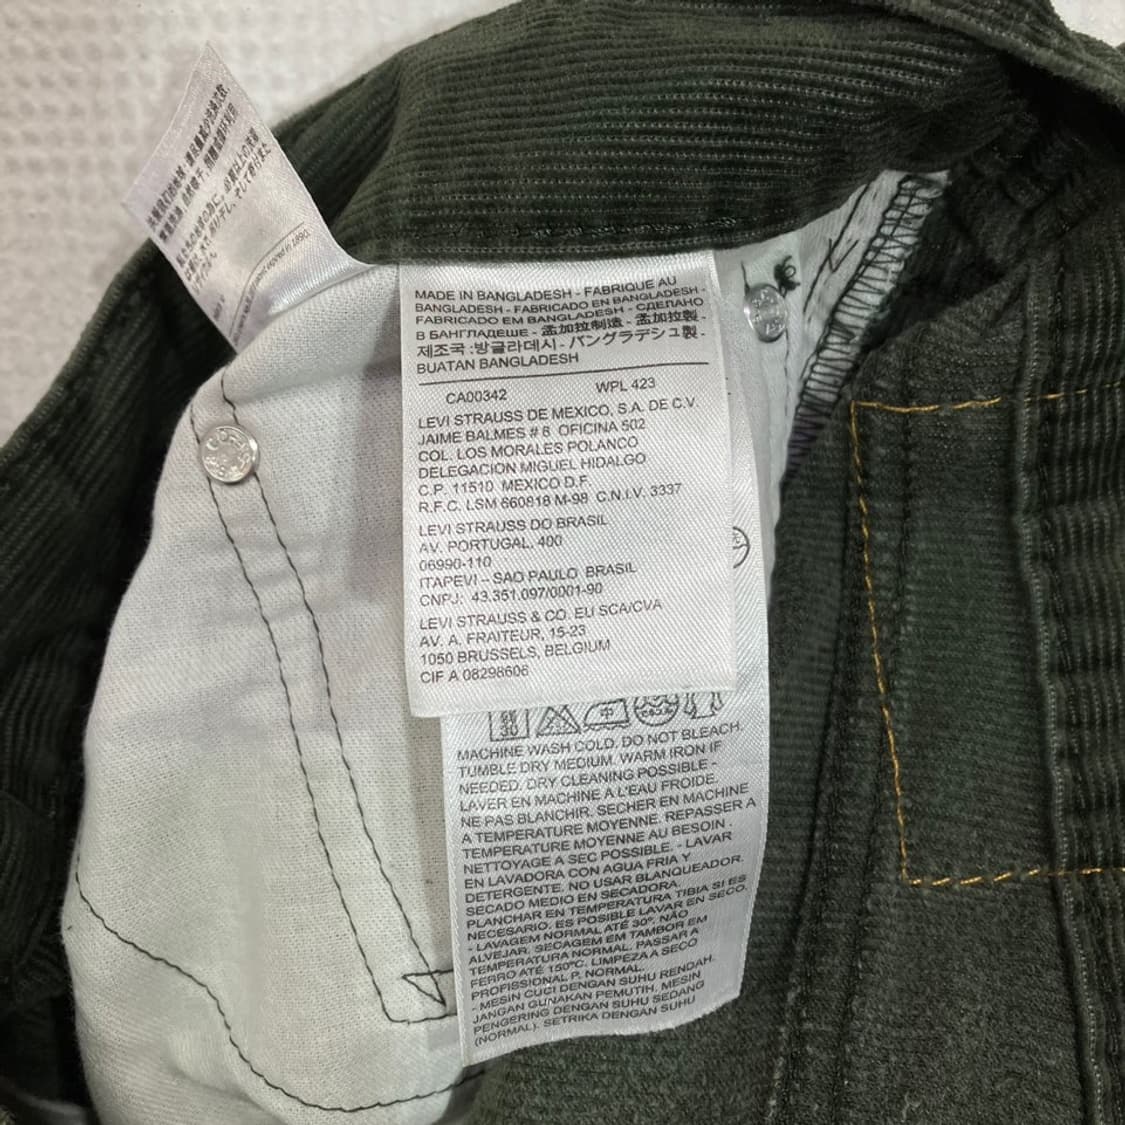 MADE IN BANGLADESH - FABRIQUE AU
BANGLADESH - FABRICADO EN BANGLADESH -
FABRICADO EM BANGLADESH - СДЕЛАНО
В БАНГЛАДЕШЕ - 孟加拉制造 - 孟加拉製 -
제조국 :방글라데시 - バングラデシュ製 -
BUATAN BANGLADESH
CA00342 WPL 423
LEVI STRAUSS DE MEXICO, S.A. DE C.V.
JAIME BALMES # 8 OFICINA 502
COL. LOS MORALES POLANCO
DELEGACION MIGUEL HIDALGO
C.P. 11510 MEXICO D.F.
R.F.C. LSM 660818 M-98 C.N.I.V. 3337
LEVI STRAUSS DO BRASIL
AV. PORTUGAL, 400
06990-110
ITAPEVI – SAO PAULO BRASIL
CNPJ: 43.351.097/0001-90
LEVI STRAUSS & CO. EU SCA/CVA
AV. A. FRAITEUR, 15-23
1050 BRUSSELS, BELGIUM
CIF A 08298606
30
MACHINE WASH COLD. DO NOT BLEACH.
TUMBLE DRY MEDIUM. WARM IRON IF
NEEDED. DRY CLEANING POSSIBLE -
LAVER EN MACHINE A L'EAU FROIDE.
NE PAS BLANCHIR. SECHER EN MACHINE
A TEMPERATURE MOYENNE. REPASSER A
TEMPERATURE MOYENNE AU BESOIN .
NETTOYAGE A SEC POSSIBLE. - LAVAR
EN LAVADORA CON AGUA FRIA Y
DETERGENTE. NO USAR BLANQUEADOR.
SECADO MEDIO EN SECADORA.
PLANCHAR EN TEMPERATURA TIBIA SI ES
NECESARIO. ES POSIBLE LAVAR EN SECO.
- LAVAGEM NORMAL ATÉ 30º. NÃO
ALVEJAR. SECAGEM EM TAMBOR EM
TEMPERATURA NORMAL. PASSAR A
FERRO ATÉ 150ºC. LIMPEZA A SECO
PROFISSIONAL P. NORMAL.
- MESIN CUCI DENGAN SUHU RENDAH.
JANGAN GUNAKAN PEMUTIH. MESIN
PENGERING DENGAN SUHU SEDANG
(NORMAL). SETRIKA DENGAN SUHU